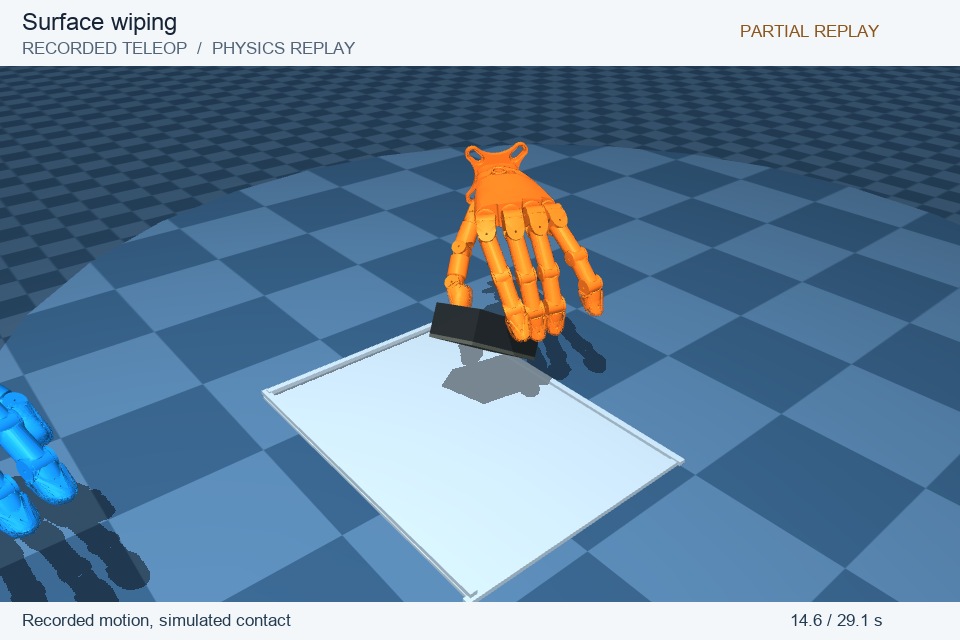 Surface wiping
RECORDED TELEOP / PHYSICS REPLAY
PARTIAL REPLAY
Recorded motion, simulated contact
14.6 / 29.1 s